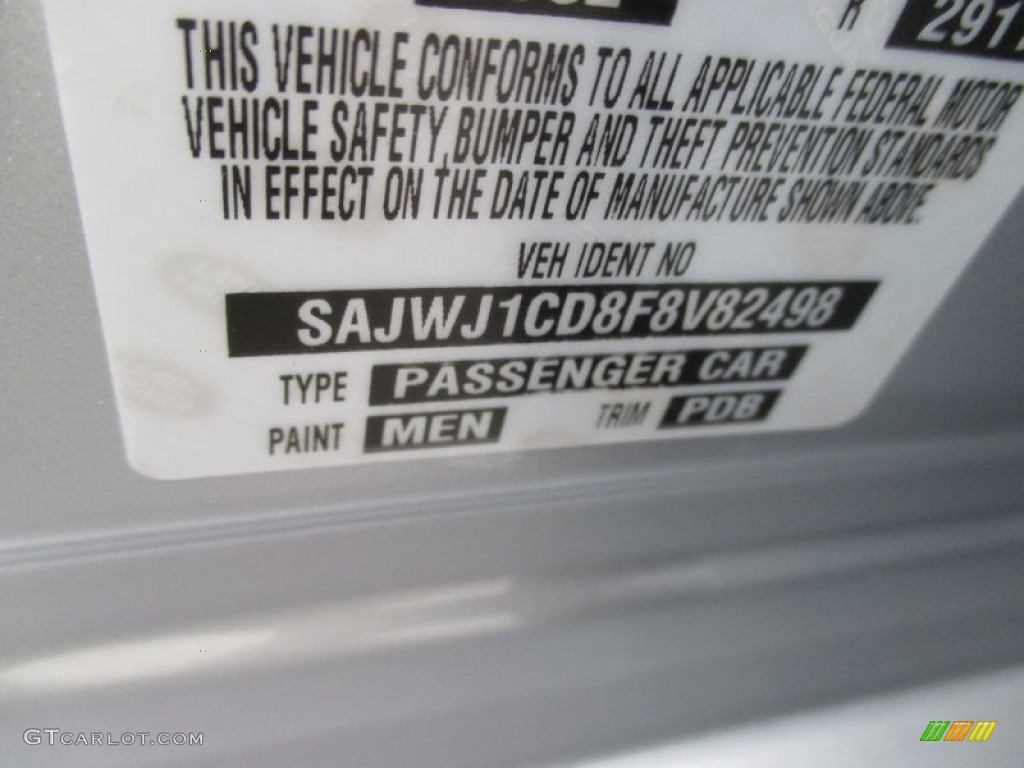 R 291
THIS VEHICLE CONFORMS TO ALL APPLICABLE FEDERAL MOTOR
VEHICLE SAFETY, BUMPER AND THEFT PREVENTION STANDARDS
IN EFFECT ON THE DATE OF MANUFACTURE SHOWN ABOVE.
VEH IDENT NO
SAJWJ1CD8F8V82498
TYPE PASSENGER CAR
PAINT MEN TRIM PDB
GTCARLOT.COM